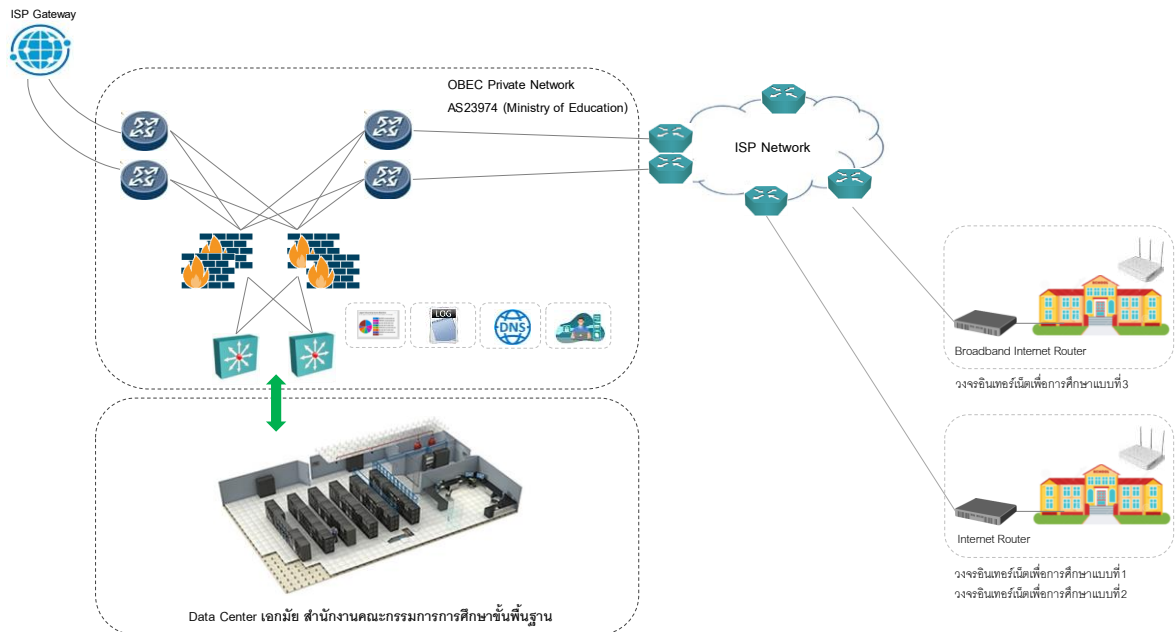 ISP Gateway
OBEC Private Network
AS23974 (Ministry of Education)
ISP Network
LOG
DNS
Broadband Internet Router
วงจรอินเทอร์เน็ตเพื่อการศึกษาแบบที่3
Internet Router
วงจรอินเทอร์เน็ตเพื่อการศึกษาแบบที่1
วงจรอินเทอร์เน็ตเพื่อการศึกษาแบบที่2
Data Center เอกมัย สำนักงานคณะกรรมการการศึกษาขั้นพื้นฐาน